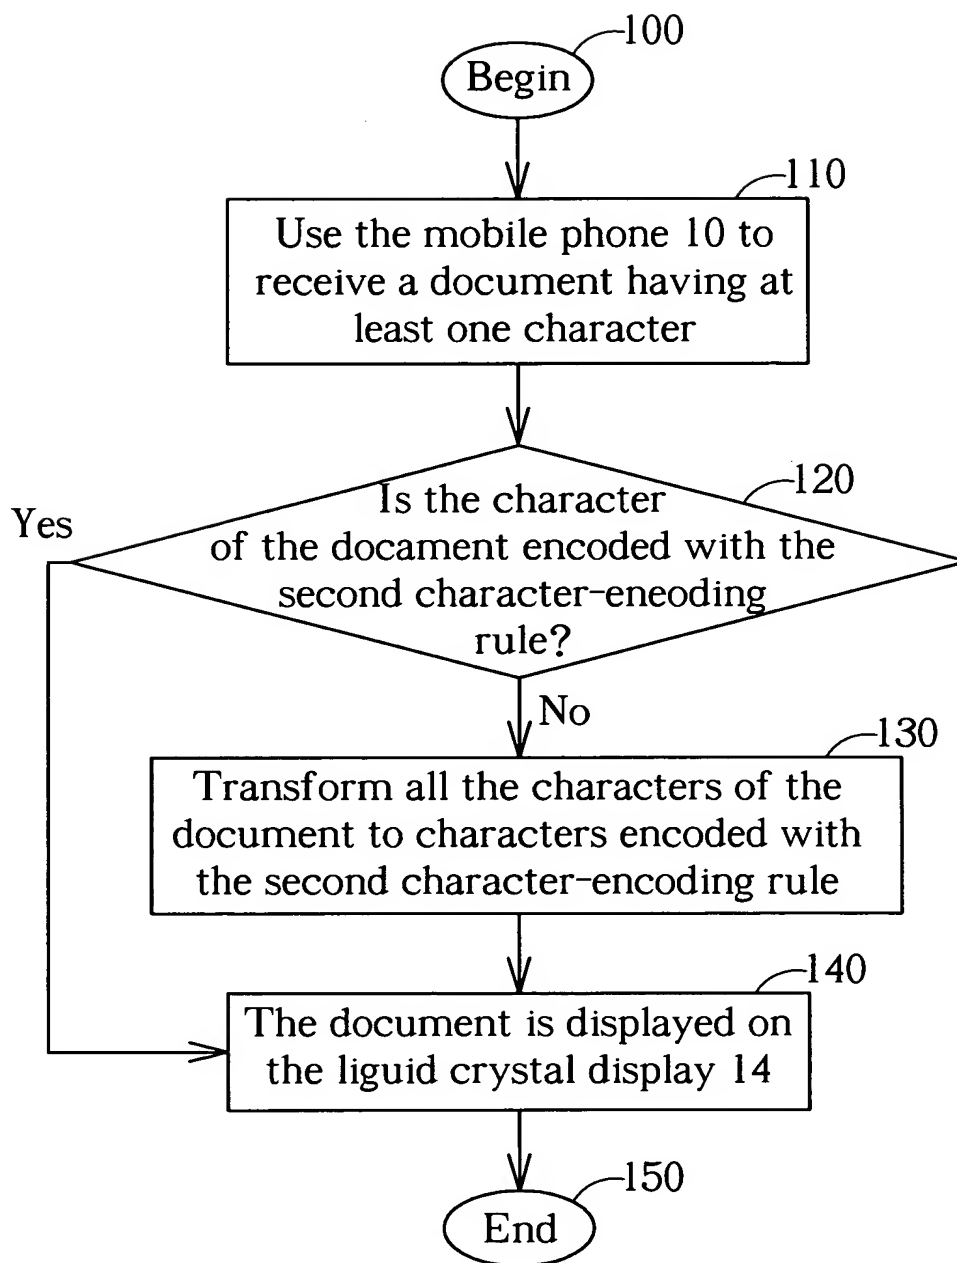 100
Begin
110
Use the mobile phone 10 to
receive a document having at
least one character
120
Yes
Is the character
of the docament encoded with the
second character-eneoding
rule?
No
130
Transform all the characters of the
document to characters encoded with
the second character-encoding rule
140
The document is displayed on
the liguid crystal display 14
150
End